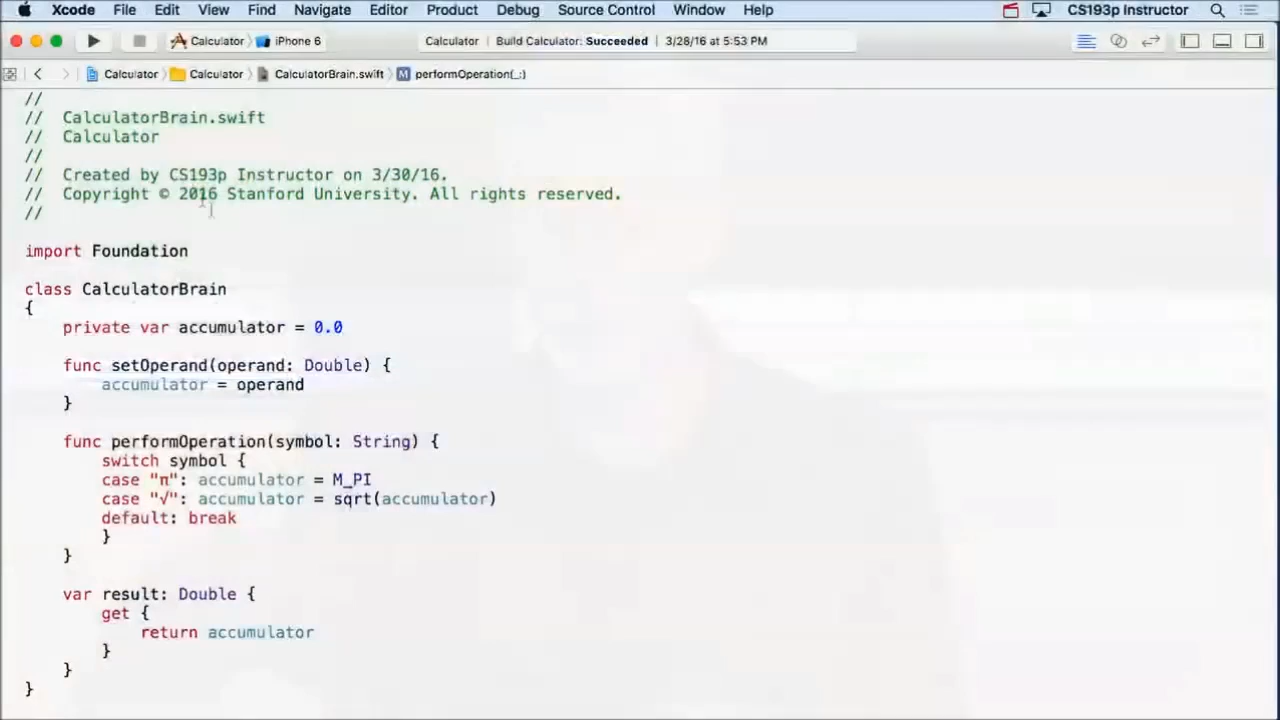 Xcode File Edit View Find Navigate Editor Product Debug Source Control Window Help CS193p Instructor
Calculator iPhone 6 Calculator Build Calculator: Succeeded 3/28/16 at 5:53 PM
Calculator Calculator CalculatorBrain.swift M performOperation(_:)
//
// CalculatorBrain.swift
// Calculator
//
// Created by CS193p Instructor on 3/30/16.
// Copyright © 2016 Stanford University. All rights reserved.
//
import Foundation
class CalculatorBrain
{
private var accumulator = 0.0
func setOperand(operand: Double) {
accumulator = operand
}
func performOperation(symbol: String) {
switch symbol {
case "π": accumulator = M_PI
case "√": accumulator = sqrt(accumulator)
default: break
}
}
var result: Double {
get {
return accumulator
}
}
}